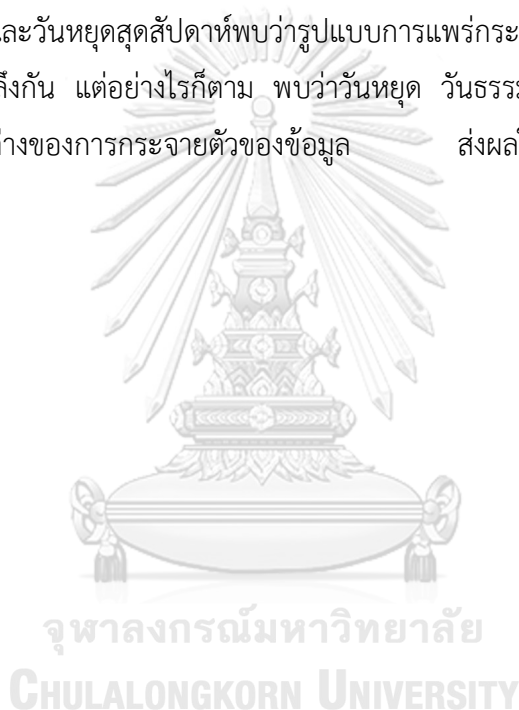 ละวันหยุดสุดสัปดาห์พบว่ารูปแบบการแพร่กระ
ลึงกัน แต่อย่างไรก็ตาม พบว่าวันหยุด วันธรรม
่างของการกระจายตัวของข้อมูล ส่งผลใ
จุฬาลงกรณ์มหาวิทยาลัย
CHULALONGKORN UNIVERSITY